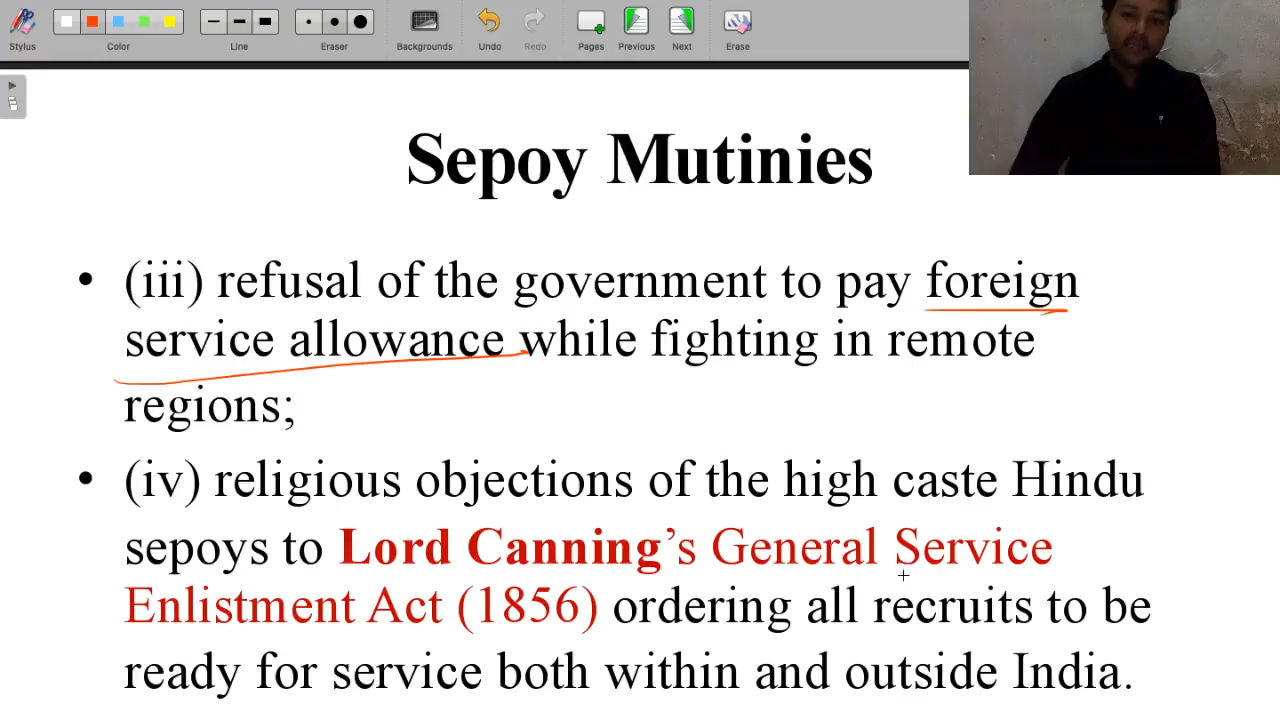 Stylus Color Line Eraser Backgrounds Undo Redo Pages Previous Next Erase
Sepoy Mutinies
• (iii) refusal of the government to pay foreign
service allowance while fighting in remote
regions;
• (iv) religious objections of the high caste Hindu
sepoys to Lord Canning’s General Service
Enlistment Act (1856) ordering all recruits to be
ready for service both within and outside India.